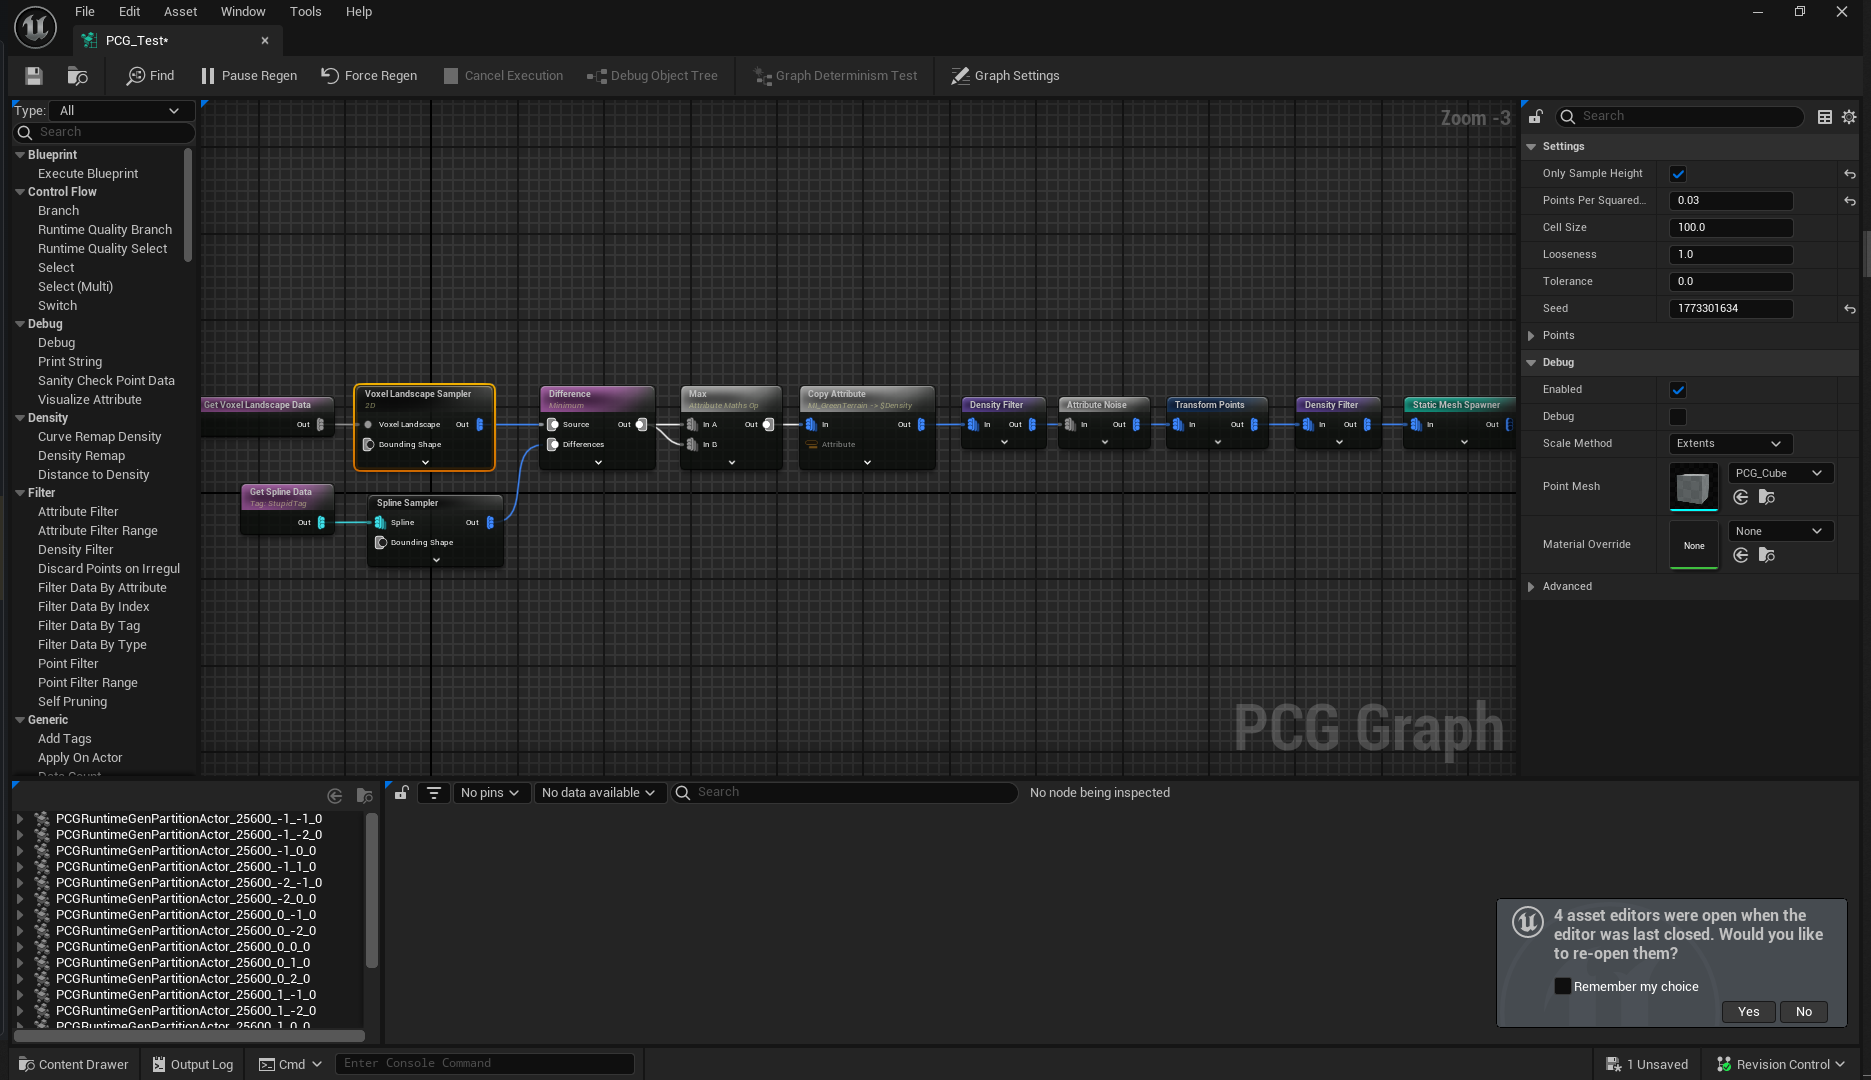 File Edit Asset Window Tools Help
PCG_Test*
Find Pause Regen Force Regen Cancel Execution Debug Object Tree Graph Determinism Test Graph Settings
Type: All
Search
Blueprint
Execute Blueprint
Control Flow
Branch
Runtime Quality Branch
Runtime Quality Select
Select
Select (Multi)
Switch
Debug
Debug
Print String
Sanity Check Point Data
Visualize Attribute
Density
Curve Remap Density
Density Remap
Distance to Density
Filter
Attribute Filter
Attribute Filter Range
Density Filter
Discard Points on Irregul
Filter Data By Attribute
Filter Data By Index
Filter Data By Tag
Filter Data By Type
Point Filter
Point Filter Range
Self Pruning
Generic
Add Tags
Apply On Actor
Data Count
Zoom -3
Get Voxel Landscape Data
Out
Voxel Landscape Sampler
2D
Voxel Landscape Out
Bounding Shape
Get Spline Data
Tag: StupidTag
Out
Spline Sampler
Spline Out
Bounding Shape
Difference
Minimum
Source Out
Differences
Max
Attribute Maths Op
In A Out
In B
Copy Attribute
MI_GreenTerrain -> $Density
In Out
Attribute
Density Filter
In Out
Attribute Noise
In Out
Transform Points
In Out
Density Filter
In Out
Static Mesh Spawner
In Out
PCG Graph
Search
Settings
Only Sample Height
Points Per Squared... 0.03
Cell Size 100.0
Looseness 1.0
Tolerance 0.0
Seed 1773301634
Points
Debug
Enabled
Debug
Scale Method Extents
Point Mesh PCG_Cube
Material Override None None
Advanced
PCGRuntimeGenPartitionActor_25600_-1_-1_0
PCGRuntimeGenPartitionActor_25600_-1_-2_0
PCGRuntimeGenPartitionActor_25600_-1_0_0
PCGRuntimeGenPartitionActor_25600_-1_1_0
PCGRuntimeGenPartitionActor_25600_-2_-1_0
PCGRuntimeGenPartitionActor_25600_-2_0_0
PCGRuntimeGenPartitionActor_25600_0_-1_0
PCGRuntimeGenPartitionActor_25600_0_-2_0
PCGRuntimeGenPartitionActor_25600_0_0_0
PCGRuntimeGenPartitionActor_25600_0_1_0
PCGRuntimeGenPartitionActor_25600_0_2_0
PCGRuntimeGenPartitionActor_25600_1_-1_0
PCGRuntimeGenPartitionActor_25600_1_-2_0
PCGRuntimeGenPartitionActor_25600_1_0_0
No pins No data available Search No node being inspected
4 asset editors were open when the
editor was last closed. Would you like
to re-open them?
Remember my choice
Yes No
Content Drawer Output Log Cmd Enter Console Command 1 Unsaved Revision Control